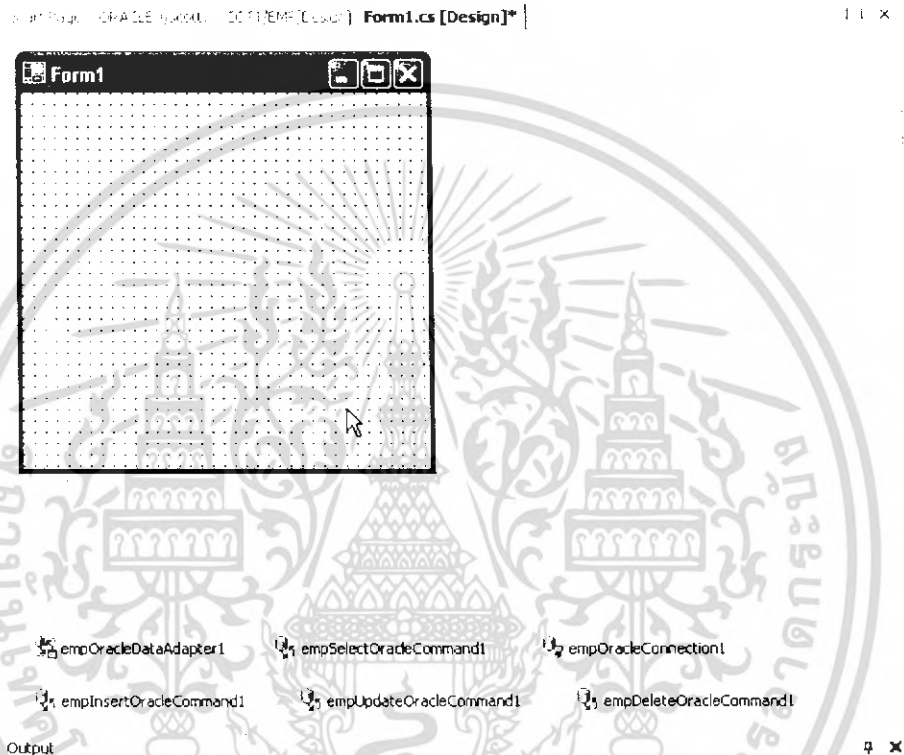 Form1.cs [Design]*
Form1
empOracleDataAdapter1 empSelectOracleCommand1 empOracleConnection1
empInsertOracleCommand1 empUpdateOracleCommand1 empDeleteOracleCommand1
Output